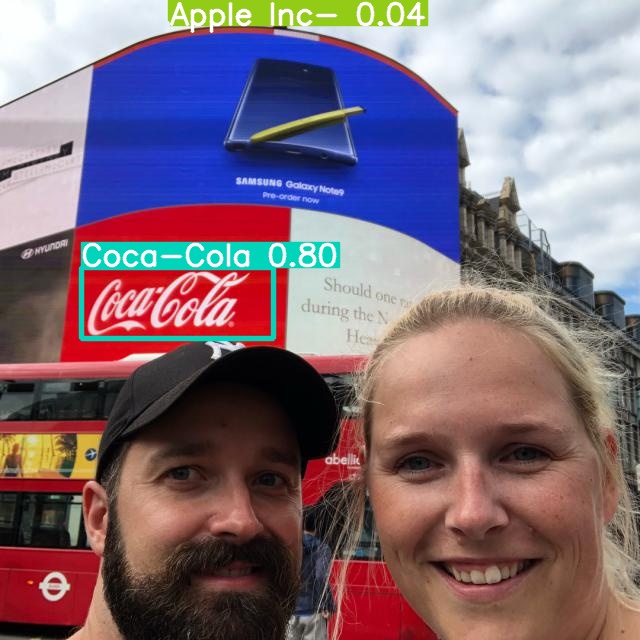 Apple Inc- 0.04
SAMSUNG Galaxy Note9
Pre-order now
HYUNDAI
Coca-Cola 0.80
Coca-Cola
Should one
during the
abellio